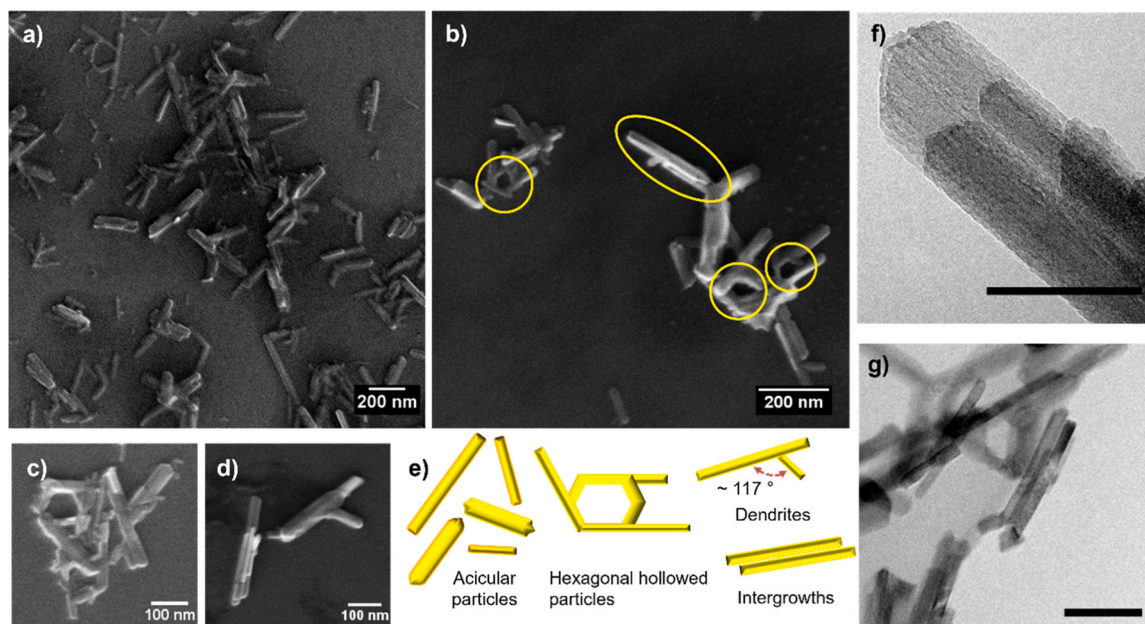 a)
200 nm
b)
200 nm
c)
100 nm
d)
100 nm
e)
Acicular
particles
Hexagonal hollowed
particles
~ 117 °
Dendrites
Intergrowths
f)
g)